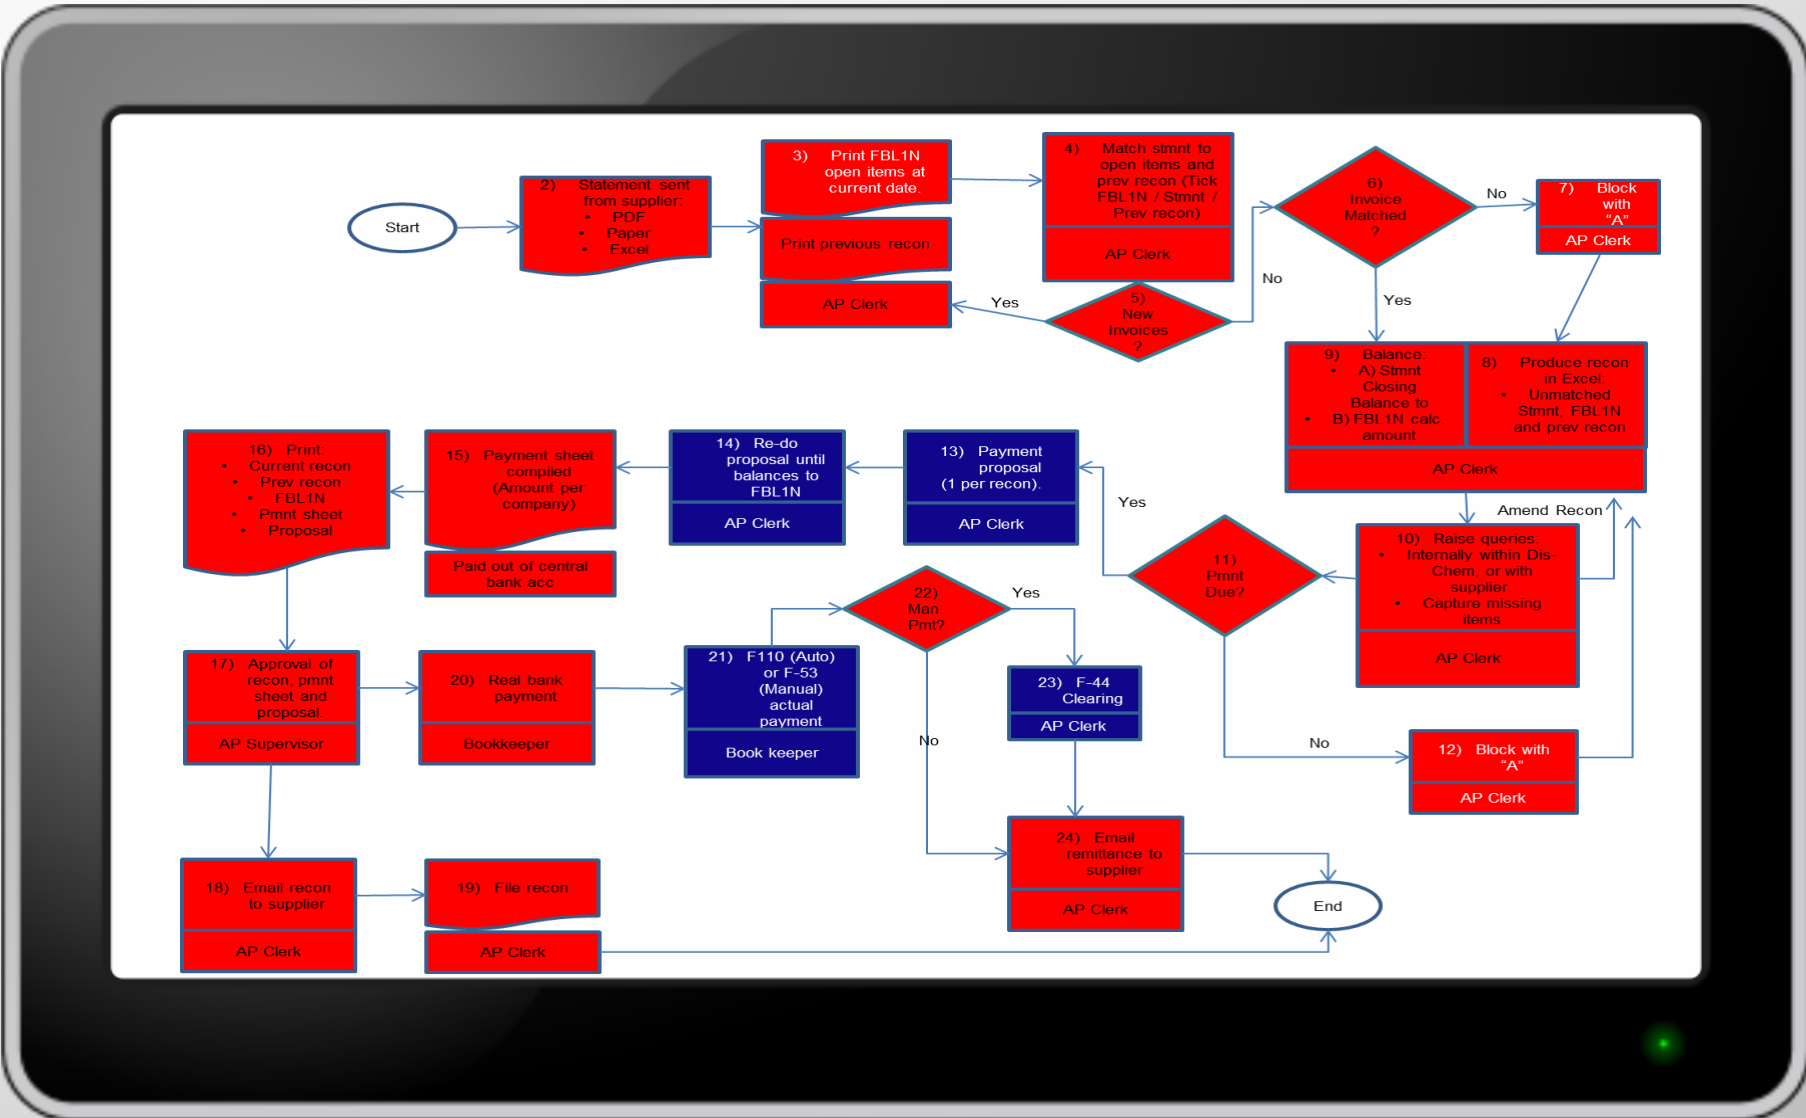 Start
2) Statement sent
from supplier:
• PDF
• Paper
• Excel
3) Print FBL1N
open items at
current date.
Print previous recon
AP Clerk
4) Match stmnt to
open items and
prev recon (Tick
FBL1N / Stmnt /
Prev recon)
AP Clerk
5)
New
Invoices
?
Yes
No
6)
Invoice
Matched
?
No
Yes
7) Block
with
“A”
AP Clerk
9) Balance:
• A) Stmnt
Closing
Balance to
• B) FBL1N calc.
amount
8) Produce recon
in Excel:
• Unmatched
Stmnt, FBL1N
and prev recon
AP Clerk
Amend Recon
10) Raise queries:
• Internally within Dis-
Chem, or with
supplier.
• Capture missing
items
AP Clerk
11)
Pmnt
Due?
Yes
No
12) Block with
“A”
AP Clerk
13) Payment
proposal
(1 per recon).
AP Clerk
14) Re-do
proposal until
balances to
FBL1N
AP Clerk
15) Payment sheet
compiled
(Amount per
company)
Paid out of central
bank acc
16) Print:
• Current recon
• Prev recon
• FBL1N
• Pmnt sheet
• Proposal
17) Approval of
recon, pmnt
sheet and
proposal.
AP Supervisor
20) Real bank
payment
Bookkeeper
21) F110 (Auto)
or F-53
(Manual)
actual
payment
Book keeper
22)
Man.
Pmt?
Yes
No
23) F-44
Clearing
AP Clerk
24) Email
remittance to
supplier
AP Clerk
18) Email recon
to supplier
AP Clerk
19) File recon
AP Clerk
End